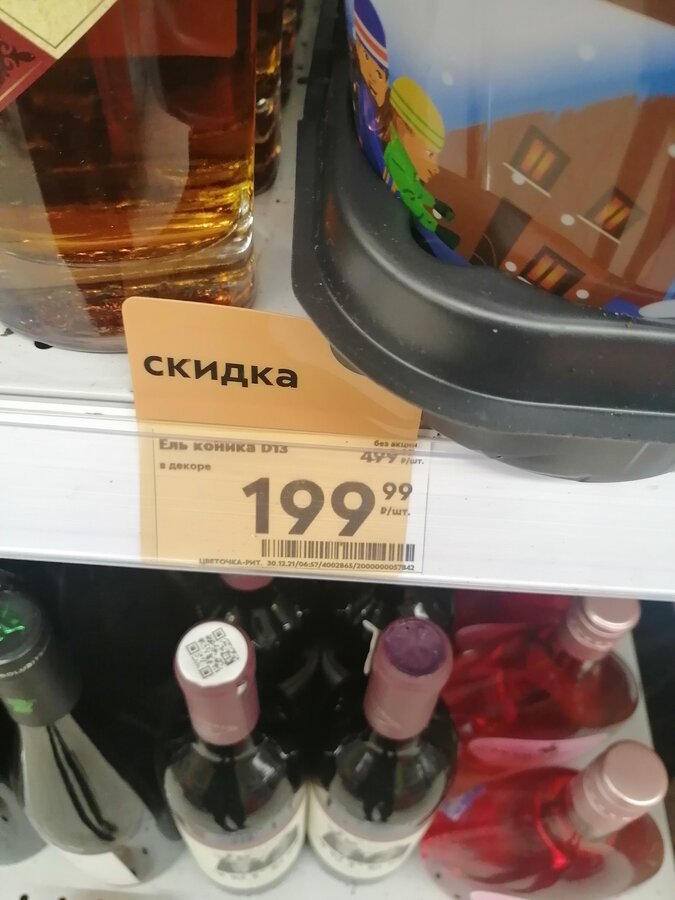 скидка
Ель коника D13
в декоре
без акции
499 ₽/шт.
199 99
₽/шт.
ЦВЕТОЧКА-РИТ. 30.12.21/06:57/4002865/2000000057842